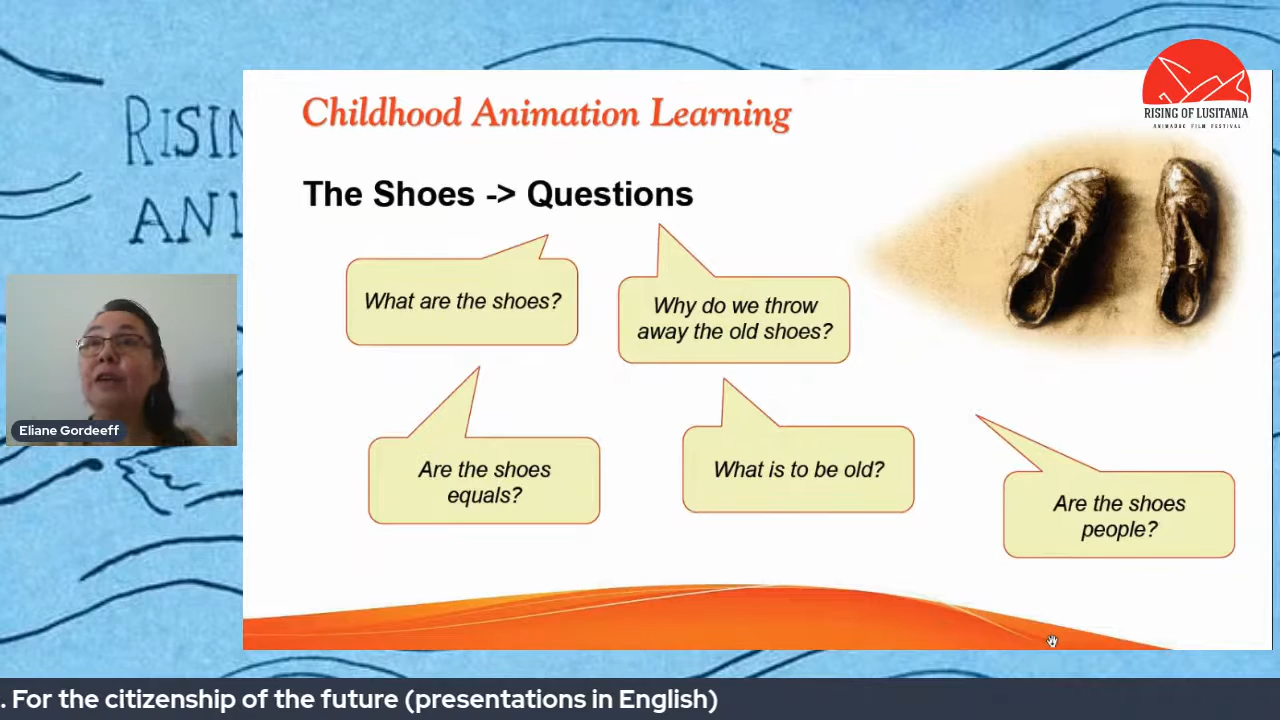 RISIN
ANI
RISING OF LUSITANIA
ANIMADOC FILM FESTIVAL
Childhood Animation Learning
The Shoes -> Questions
What are the shoes?
Why do we throw
away the old shoes?
Are the shoes
equals?
What is to be old?
Are the shoes
people?
Eliane Gordeeff
. For the citizenship of the future (presentations in English)